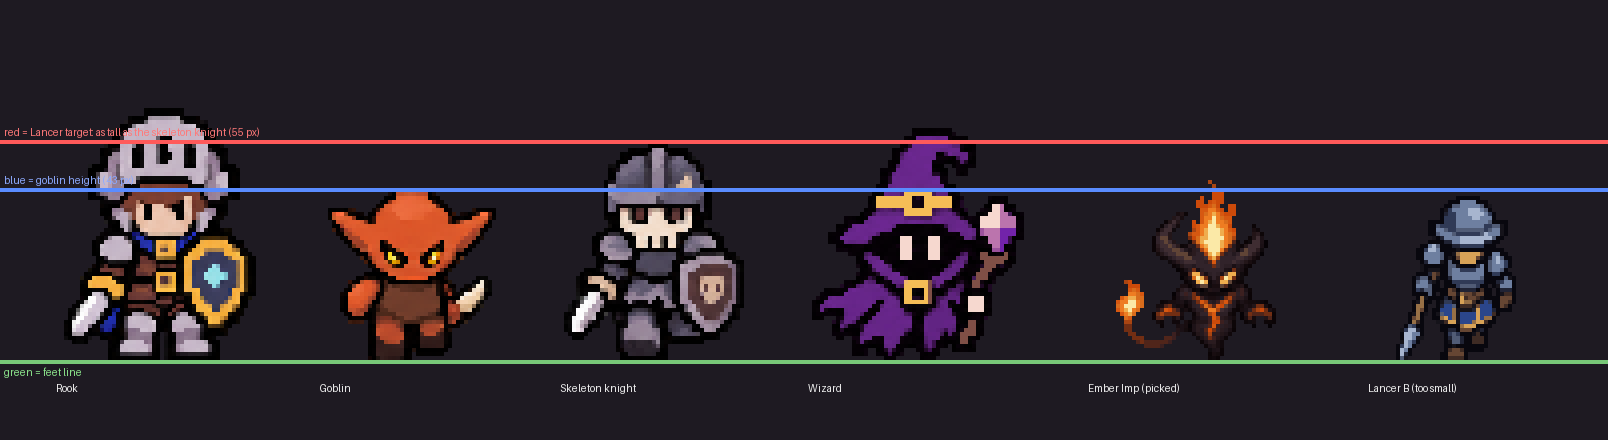 red = Lancer target: as tall as the skeleton knight (55 px)
blue = goblin height
green = feet line
Rook
Goblin
Skeleton knight
Wizard
Ember Imp (picked)
Lancer B (too small)